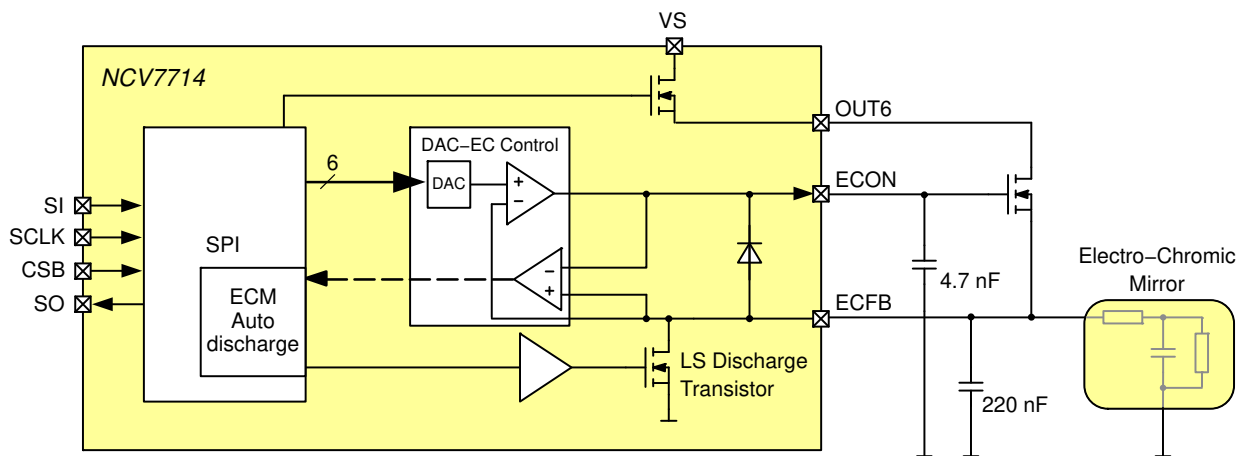 VS
NCV7714
OUT6
DAC−EC Control
6
DAC
+
−
ECON
SI
SCLK
CSB
SO
SPI
ECM
Auto
discharge
−
+
4.7 nF
Electro−Chromic
Mirror
ECFB
LS Discharge
Transistor
220 nF